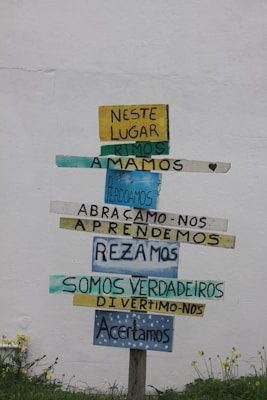 NESTE
LUGAR
RIMOS
AMAMOS
PERDOAMOS
ABRAÇAMO-NOS
APRENDEMOS
REZAMOS
SOMOS VERDADEIROS
DIVERTIMO-NOS
Acertamos